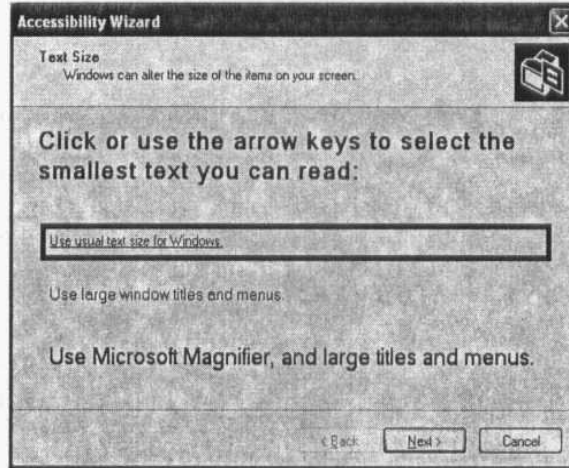 Accessibility Wizard
Text Size
Windows can alter the size of the items on your screen.
Click or use the arrow keys to select the
smallest text you can read:
Use usual text size for Windows.
Use large window titles and menus.
Use Microsoft Magnifier, and large titles and menus.
< Back Next > Cancel